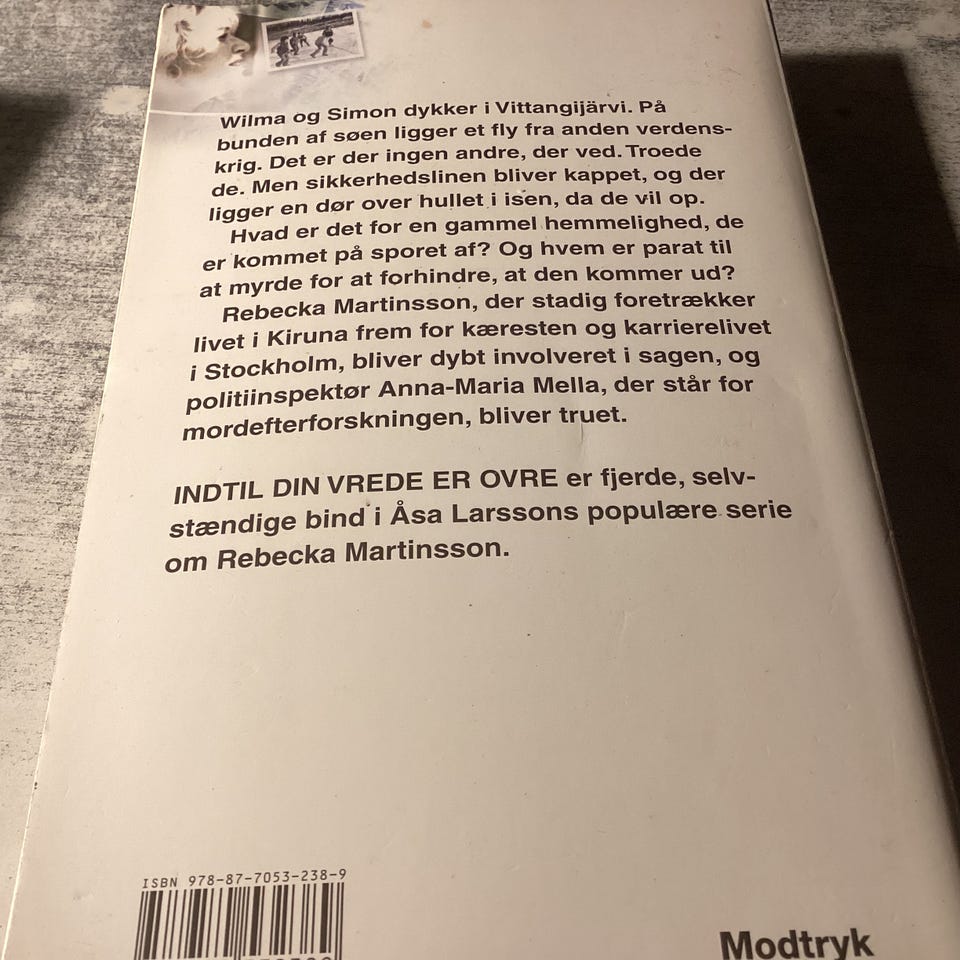 Wilma og Simon dykker i Vittangijärvi. På
bunden af søen ligger et fly fra anden verdens-
krig. Det er der ingen andre, der ved. Troede
de. Men sikkerhedslinen bliver kappet, og der
ligger en dør over hullet i isen, da de vil op.
Hvad er det for en gammel hemmelighed, de
er kommet på sporet af? Og hvem er parat til
at myrde for at forhindre, at den kommer ud?
Rebecka Martinsson, der stadig foretrækker
livet i Kiruna frem for kæresten og karrierelivet
i Stockholm, bliver dybt involveret i sagen, og
politiinspektør Anna-Maria Mella, der står for
mordefterforskningen, bliver truet.
INDTIL DIN VREDE ER OVRE er fjerde, selv-
stændige bind i Åsa Larssons populære serie
om Rebecka Martinsson.
ISBN 978-87-7053-238-9
Modtryk